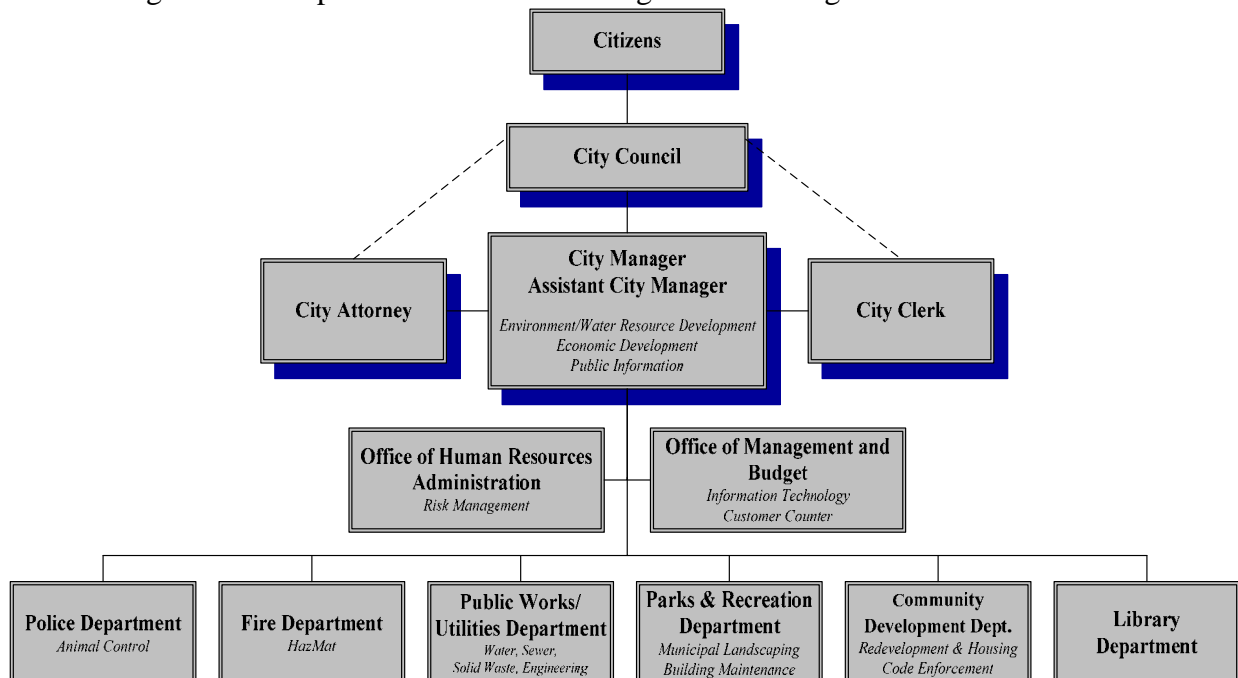 Citizens
City Council
City Manager
Assistant City Manager
Environment/Water Resource Development
Economic Development
Public Information
City Attorney
City Clerk
Office of Human Resources
Administration
Risk Management
Office of Management and
Budget
Information Technology
Customer Counter
Police Department
Animal Control
Fire Department
HazMat
Public Works/
Utilities Department
Water, Sewer,
Solid Waste, Engineering
Parks & Recreation
Department
Municipal Landscaping
Building Maintenance
Community
Development Dept.
Redevelopment & Housing
Code Enforcement
Library
Department